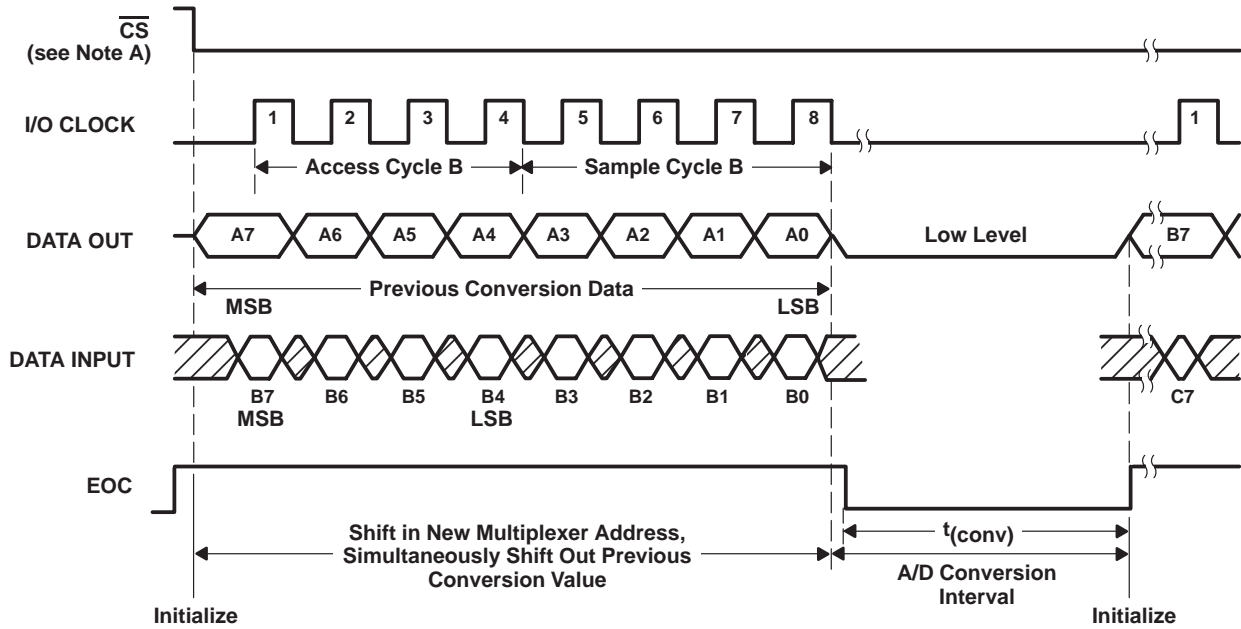 CS
(see Note A)
I/O CLOCK
1 2 3 4 5 6 7 8 1
Access Cycle B Sample Cycle B
DATA OUT
A7 A6 A5 A4 A3 A2 A1 A0 Low Level B7
Previous Conversion Data
MSB LSB
DATA INPUT
B7 B6 B5 B4 B3 B2 B1 B0 C7
MSB LSB
EOC
Shift in New Multiplexer Address,
Simultaneously Shift Out Previous
Conversion Value
t(conv)
A/D Conversion
Interval
Initialize Initialize